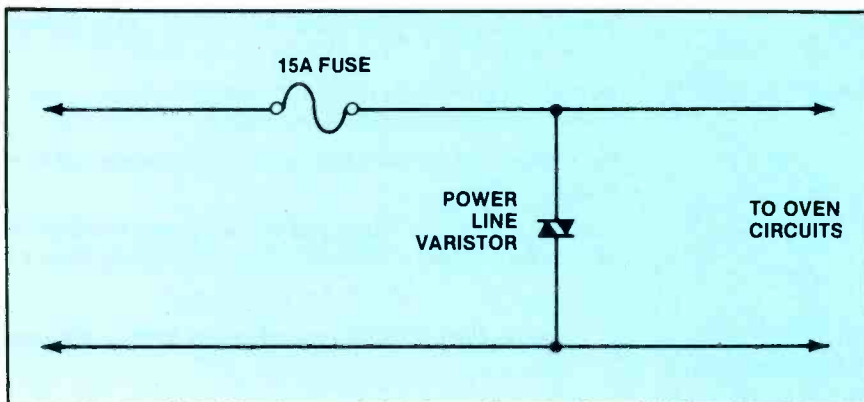 15A FUSE
POWER
LINE
VARISTOR
TO OVEN
CIRCUITS